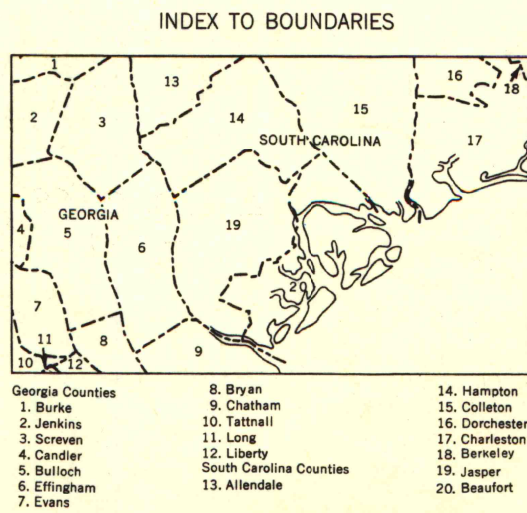 INDEX TO BOUNDARIES
1
13
16
18
2
3
14
15
17
SOUTH CAROLINA
GEORGIA
4
5
6
19
20
7
11
8
9
10
12
Georgia Counties
1. Burke
2. Jenkins
3. Screven
4. Candler
5. Bulloch
6. Effingham
7. Evans
8. Bryan
9. Chatham
10. Tattnall
11. Long
12. Liberty
South Carolina Counties
13. Allendale
14. Hampton
15. Colleton
16. Dorchester
17. Charleston
18. Berkeley
19. Jasper
20. Beaufort